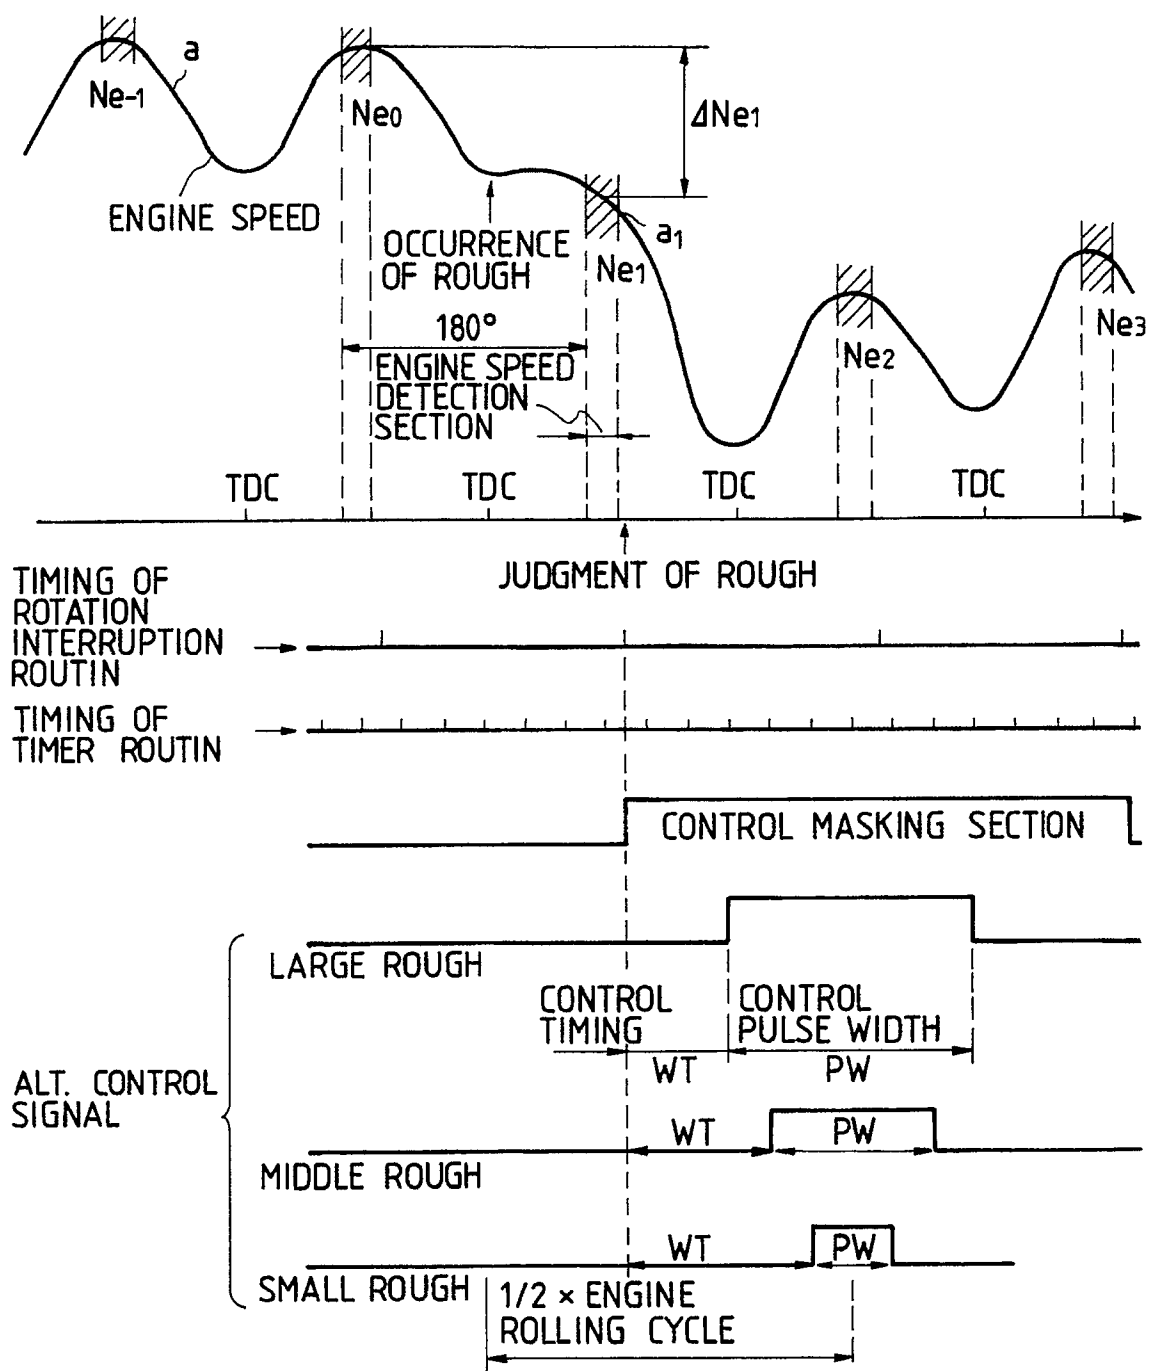 a
Ne-1
Ne0
ΔNe1
ENGINE SPEED
OCCURRENCE
OF ROUGH
a1
Ne1
180°
Ne2
Ne3
ENGINE SPEED
DETECTION
SECTION
TDC
TDC
TDC
TDC
JUDGMENT OF ROUGH
TIMING OF
ROTATION
INTERRUPTION
ROUTIN
TIMING OF
TIMER ROUTIN
CONTROL MASKING SECTION
LARGE ROUGH
CONTROL
TIMING
CONTROL
PULSE WIDTH
WT
PW
ALT. CONTROL
SIGNAL
WT
PW
MIDDLE ROUGH
WT
PW
SMALL ROUGH
1/2 × ENGINE
ROLLING CYCLE